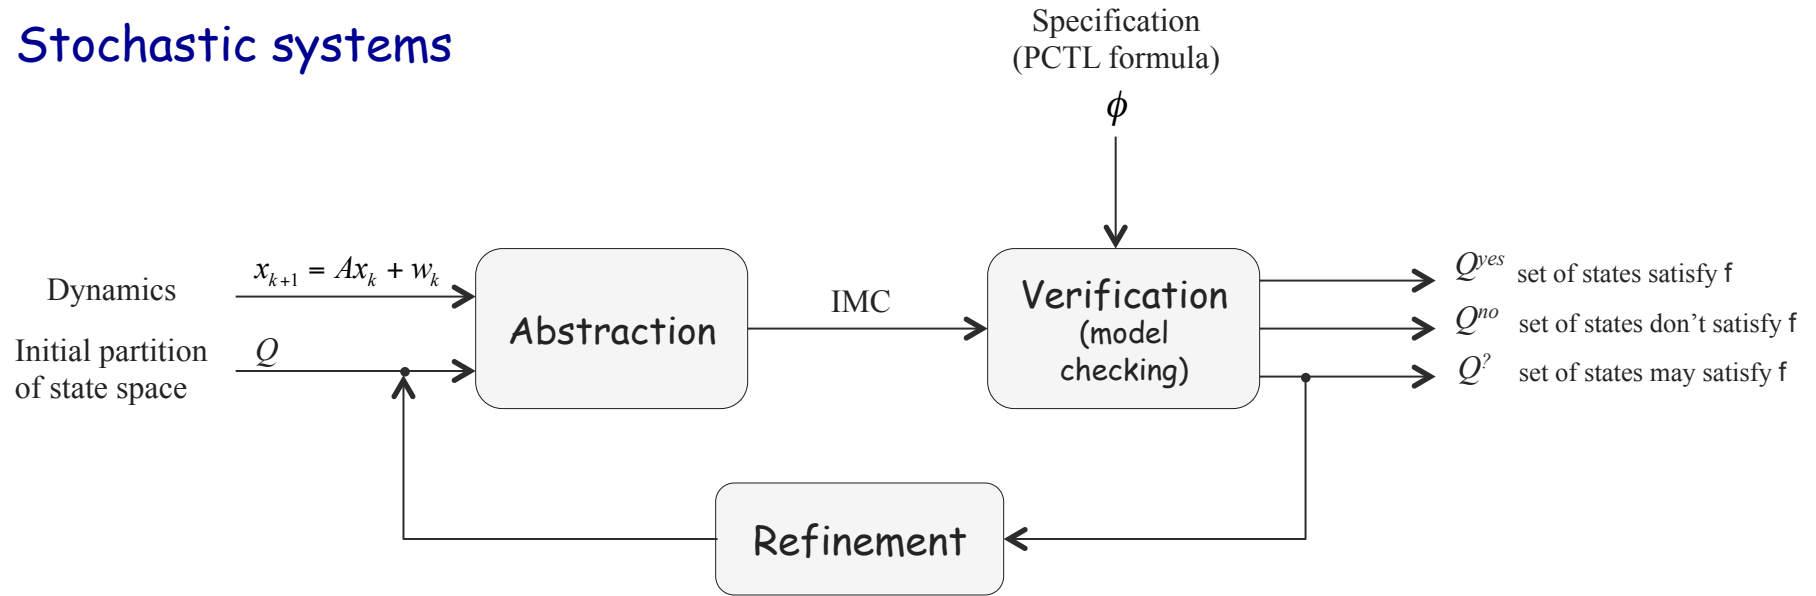 Stochastic systems
Specification
(PCTL formula)
ϕ
Dynamics
x_{k+1} = Ax_k + w_k
Initial partition
of state space
Q
Abstraction
IMC
Verification
(model
checking)
Q^{yes} set of states satisfy f
Q^{no} set of states don't satisfy f
Q^{?} set of states may satisfy f
Refinement